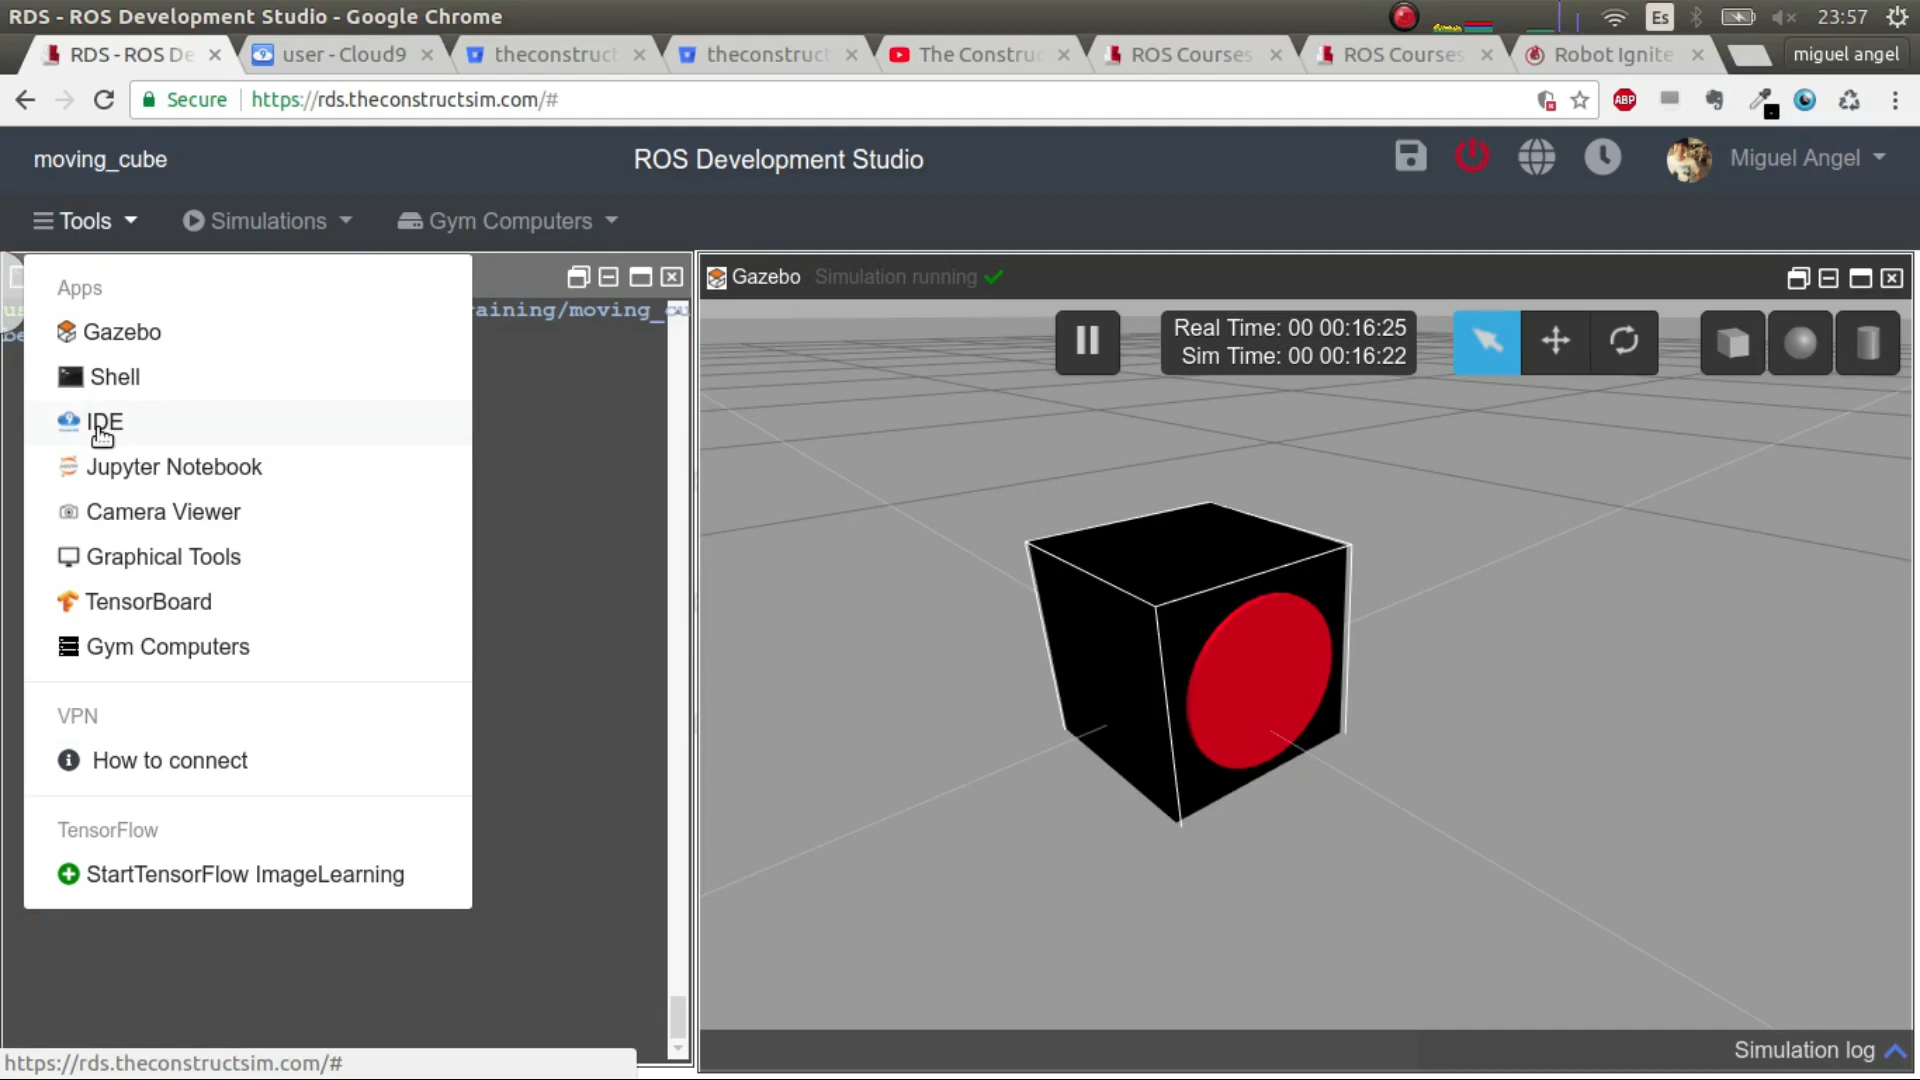 RDS - ROS Development Studio - Google Chrome
Es
23:57
RDS - ROS De
user - Cloud9
theconstruct
theconstruct
The Construc
ROS Courses
ROS Courses
Robot Ignite
miguel angel
Secure
https://rds.theconstructsim.com/#
ABP
moving_cube
ROS Development Studio
Miguel Angel
Tools
Simulations
Gym Computers
Apps
Gazebo
Shell
IDE
Jupyter Notebook
Camera Viewer
Graphical Tools
TensorBoard
Gym Computers
VPN
How to connect
TensorFlow
StartTensorFlow ImageLearning
us
aining/moving_cu
be
Gazebo
Simulation running
Real Time: 00 00:16:25
Sim Time: 00 00:16:22
Simulation log
https://rds.theconstructsim.com/#